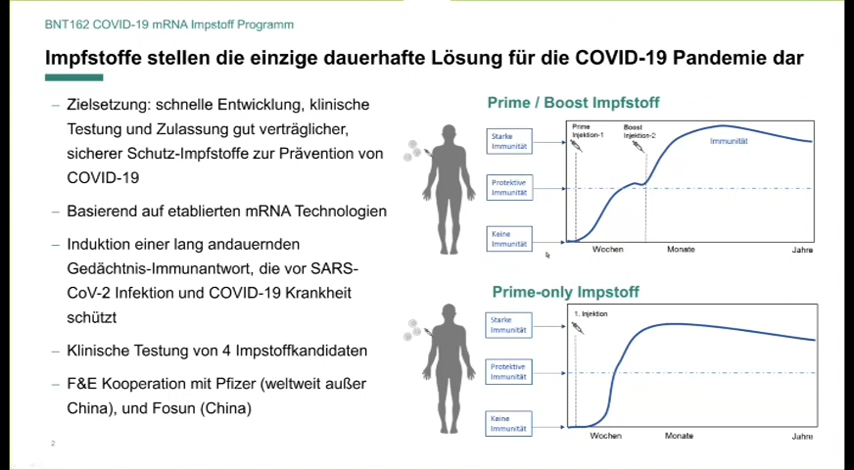 BNT162 COVID-19 mRNA Impstoff Programm
Impfstoffe stellen die einzige dauerhafte Lösung für die COVID-19 Pandemie dar
– Zielsetzung: schnelle Entwicklung, klinische
Testung und Zulassung gut verträglicher,
sicherer Schutz-Impfstoffe zur Prävention von
COVID-19
– Basierend auf etablierten mRNA Technologien
– Induktion einer lang andauernden
Gedächtnis-Immunantwort, die vor SARS-
CoV-2 Infektion und COVID-19 Krankheit
schützt
– Klinische Testung von 4 Impstoffkandidaten
– F&E Kooperation mit Pfizer (weltweit außer
China), und Fosun (China)
2
Prime / Boost Impfstoff
Starke
Immunität
Protektive
Immunität
Keine
Immunität
Prime
Injektion-1
Boost
Injektion-2
Immunität
Wochen
Monate
Jahre
Prime-only Impstoff
Starke
Immunität
Protektive
Immunität
Keine
Immunität
1. Injektion
Wochen
Monate
Jahre